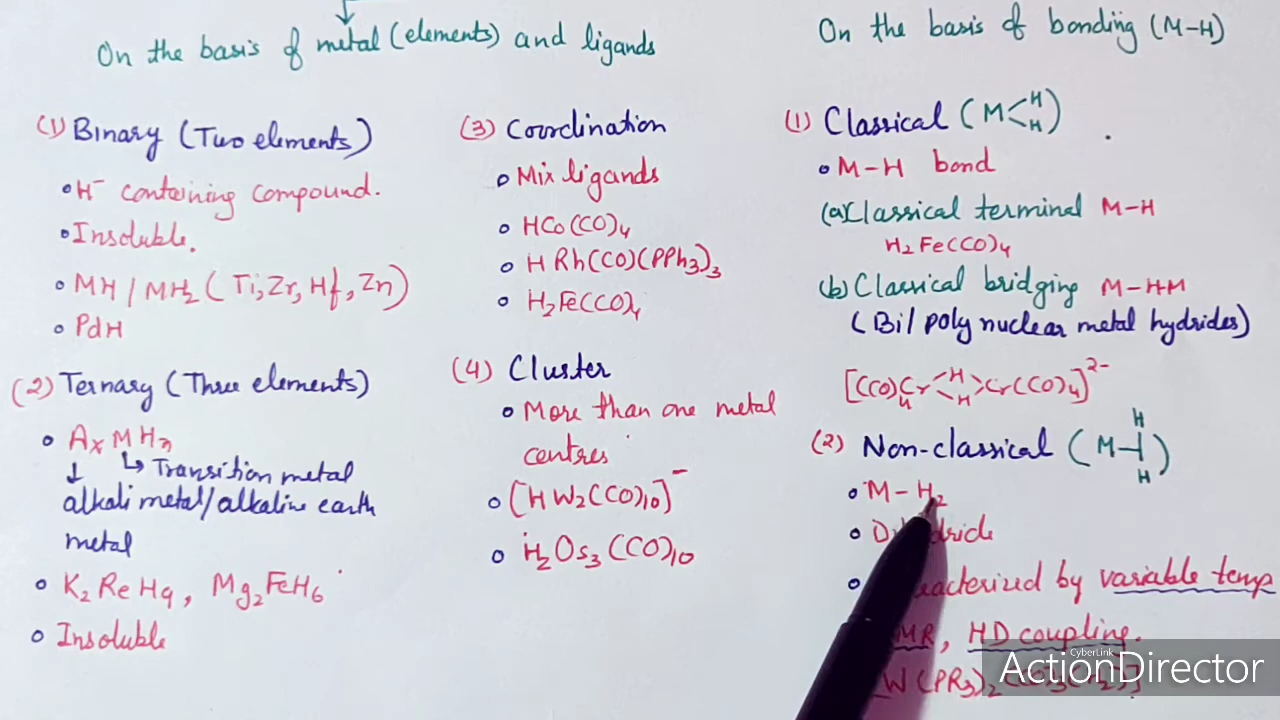 On the basis of metal (elements) and ligands
(1) Binary (Two elements)
• H⁻ containing compound.
• Insoluble.
• MH / MH₂ (Ti, Zr, Hf, Zn)
• PdH
(2) Ternary (Three elements)
• AₓMHₙ
↓ ↳ Transition metal
alkali metal/alkaline earth
metal
• K₂ReH₉, Mg₂FeH₆
• Insoluble
(3) Coordination
• Mix ligands
• HCo(CO)₄
• HRh(CO)(PPh₃)₃
• H₂Fe(CO)₄
(4) Cluster
• More than one metal
centres
• [HW₂(CO)₁₀]⁻
• H₂Os₃(CO)₁₀
On the basis of bonding (M-H)
(1) Classical (M<H H)
• M-H bond
(a) Classical terminal M-H
H₂Fe(CO)₄
(b) Classical bridging M-H-M
(Bi/poly nuclear metal hydrides)
[(CO)₄Cr<H H>Cr(CO)₄]²⁻
(2) Non-classical (M-H H)
• M-H₂
•
• by variable temp
HD coupling.
W(PR₃)₂
CyberLink
ActionDirector